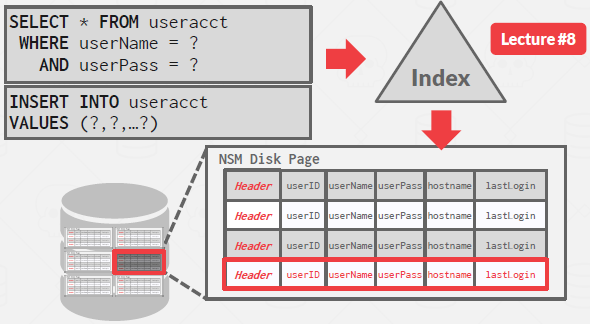 SELECT * FROM useracct
WHERE userName = ?
AND userPass = ?
INSERT INTO useracct
VALUES (?,?,…?)
Index
Lecture #8
NSM Disk Page
Header userID userName userPass hostname lastLogin
Header userID userName userPass hostname lastLogin
Header userID userName userPass hostname lastLogin
Header userID userName userPass hostname lastLogin